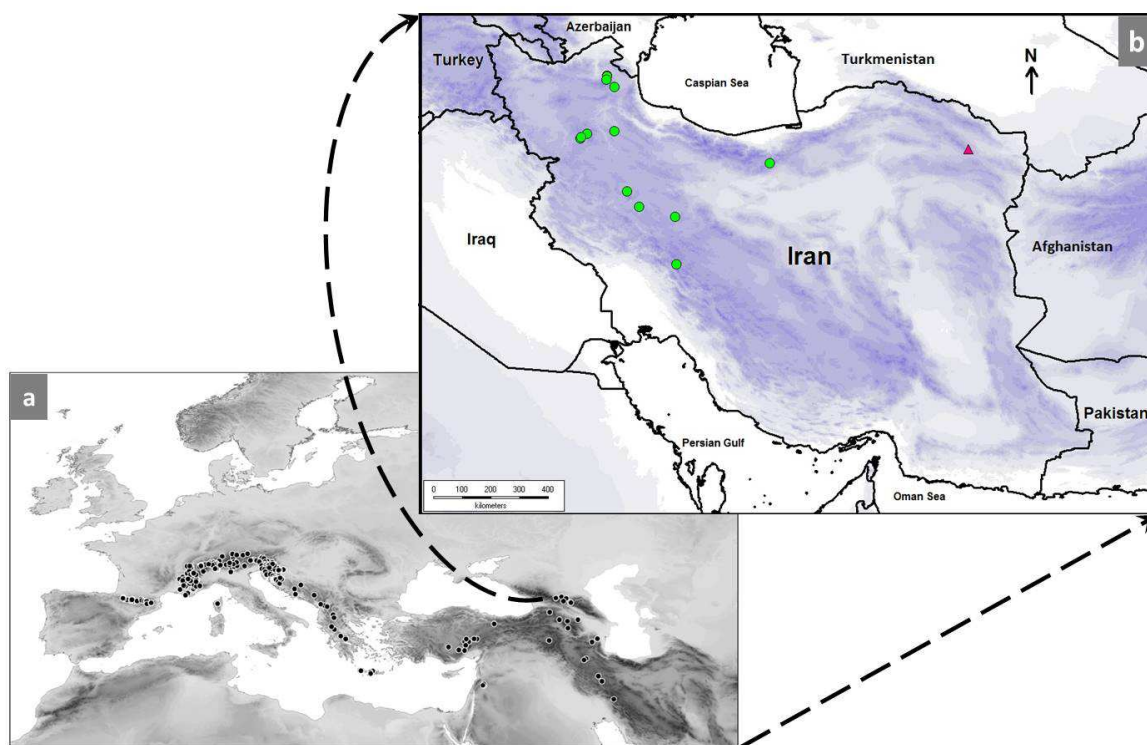 b
Azerbaijan
Turkey
Turkmenistan
N
Caspian Sea
Iraq
Iran
Afghanistan
Pakistan
Persian Gulf
Oman Sea
0 100 200 300 400
kilometers
a